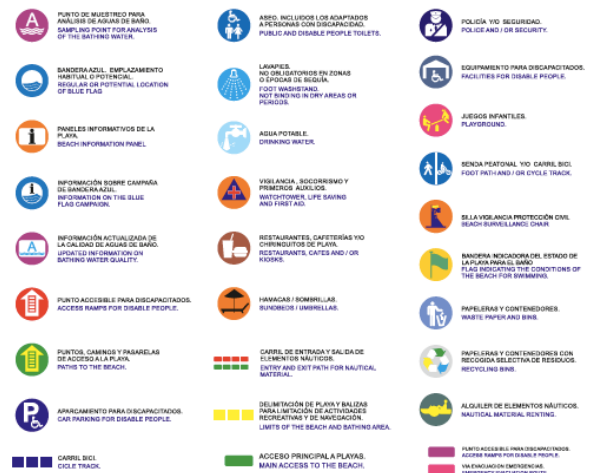 PUNTO DE MUESTREO PARA
ANÁLISIS DE AGUAS DE BAÑO.
SAMPLING POINT FOR ANALYSIS
OF THE BATHING WATER.
BANDERA AZUL. EMPLAZAMIENTO
HABITUAL O POTENCIAL.
REGULAR OR POTENTIAL LOCATION
OF BLUE FLAG
PANELES INFORMATIVOS DE LA
PLAYA.
BEACH INFORMATION PANEL
INFORMACIÓN SOBRE CAMPAÑA
DE BANDERA AZUL.
INFORMATION ON THE BLUE
FLAG CAMPAIGN.
INFORMACIÓN ACTUALIZADA DE
LA CALIDAD DE AGUAS DE BAÑO.
UPDATED INFORMATION ON
BATHING WATER QUALITY.
PUNTO ACCESIBLE PARA DISCAPACITADOS.
ACCESS RAMPS FOR DISABLE PEOPLE.
PUNTOS, CAMINOS Y PASARELAS
DE ACCESO A LA PLAYA.
PATHS TO THE BEACH.
APARCAMIENTO PARA DISCAPACITADOS.
CAR PARKING FOR DISABLE PEOPLE.
CARRIL BICI.
CICLE TRACK.
ASEO. INCLUIDOS LOS ADAPTADOS
A PERSONAS CON DISCAPACIDAD.
PUBLIC AND DISABLE PEOPLE TOILETS.
LAVAPIES.
NO OBLIGATORIOS EN ZONAS
O ÉPOCAS DE SEQUÍA.
FOOT WASHSTAND.
NOT BINDING IN DRY AREAS OR
PERIODS.
AGUA POTABLE.
DRINKING WATER.
VIGILANCIA, SOCORRISMO Y
PRIMEROS AUXILIOS.
WATCHTOWER, LIFE SAVING
AND FIRST AID.
RESTAURANTES, CAFETERÍAS Y/O
CHIRINGUITOS DE PLAYA.
RESTAURANTS, CAFES AND / OR
KIOSKS.
HAMACAS / SOMBRILLAS.
SUNDBEDS / UMBRELLAS.
CARRIL DE ENTRADA Y SALIDA DE
ELEMENTOS NÁUTICOS.
ENTRY AND EXIT PATH FOR NAUTICAL
MATERIAL.
DELIMITACIÓN DE PLAYA Y BALIZAS
PARA LIMITACIÓN DE ACTIVIDADES
RECREATIVAS Y DE NAVEGACIÓN.
LIMITS OF THE BEACH AND BATHING AREA.
ACCESO PRINCIPAL A PLAYAS.
MAIN ACCESS TO THE BEACH.
POLICÍA Y/O SEGURIDAD.
POLICE AND / OR SECURITY.
EQUIPAMIENTO PARA DISCAPACITADOS.
FACILITIES FOR DISABLE PEOPLE.
JUEGOS INFANTILES.
PLAYGROUND.
SENDA PEATONAL Y/O CARRIL BICI.
FOOT PATH AND / OR CYCLE TRACK.
SILLA VIGILANCIA PROTECCIÓN CIVIL
BEACH SURVEILLANCE CHAIR
BANDERA INDICADORA DEL ESTADO DE
LA PLAYA PARA EL BAÑO
FLAG INDICATING THE CONDITIONS OF
THE BEACH FOR SWIMMING.
PAPELERAS Y CONTENEDORES.
WASTE PAPER AND BINS.
PAPELERAS Y CONTENEDORES CON
RECOGIDA SELECTIVA DE RESIDUOS.
RECYCLING BINS.
ALQUILER DE ELEMENTOS NÁUTICOS.
NAUTICAL MATERIAL RENTING.
PUNTO ACCESIBLE PARA DISCAPACITADOS.
ACCESS RAMPS FOR DISABLE PEOPLE.
VIA EVACUACION EMERGENCIAS.
EMERGENCY EVACUATION ROUTE